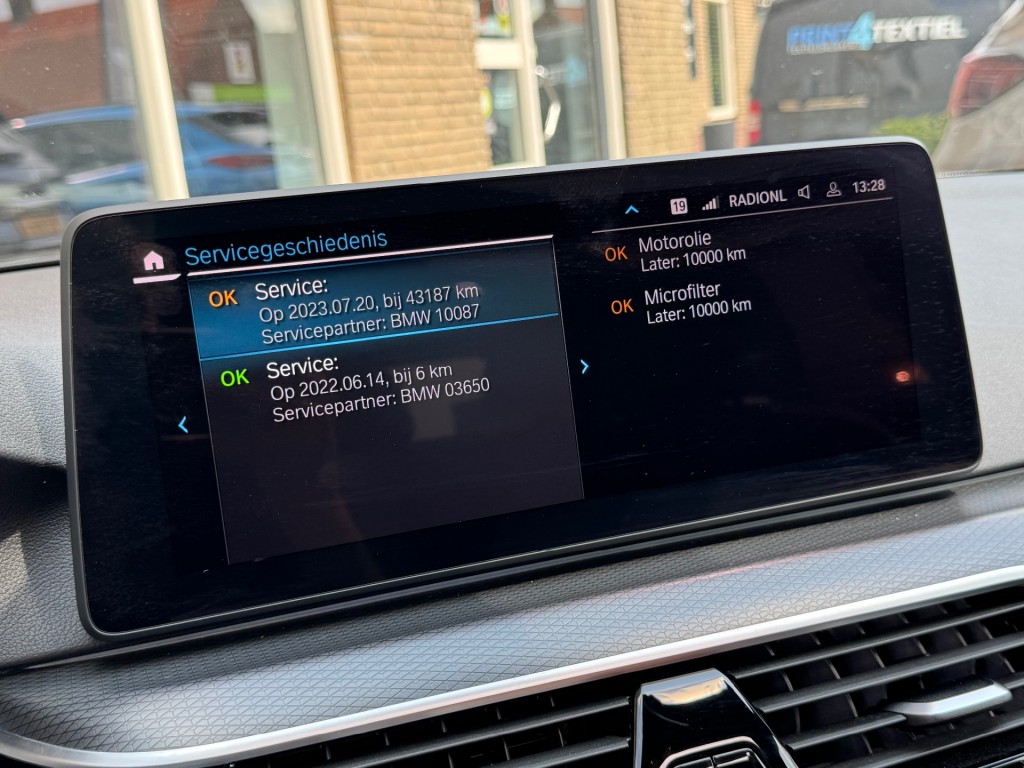 PRINT4TEXTIEL
19 RADIONL 13:28
Servicegeschiedenis
OK Service:
Op 2023.07.20, bij 43187 km
Servicepartner: BMW 10087
OK Service:
Op 2022.06.14, bij 6 km
Servicepartner: BMW 03650
OK Motorolie
Later: 10000 km
OK Microfilter
Later: 10000 km